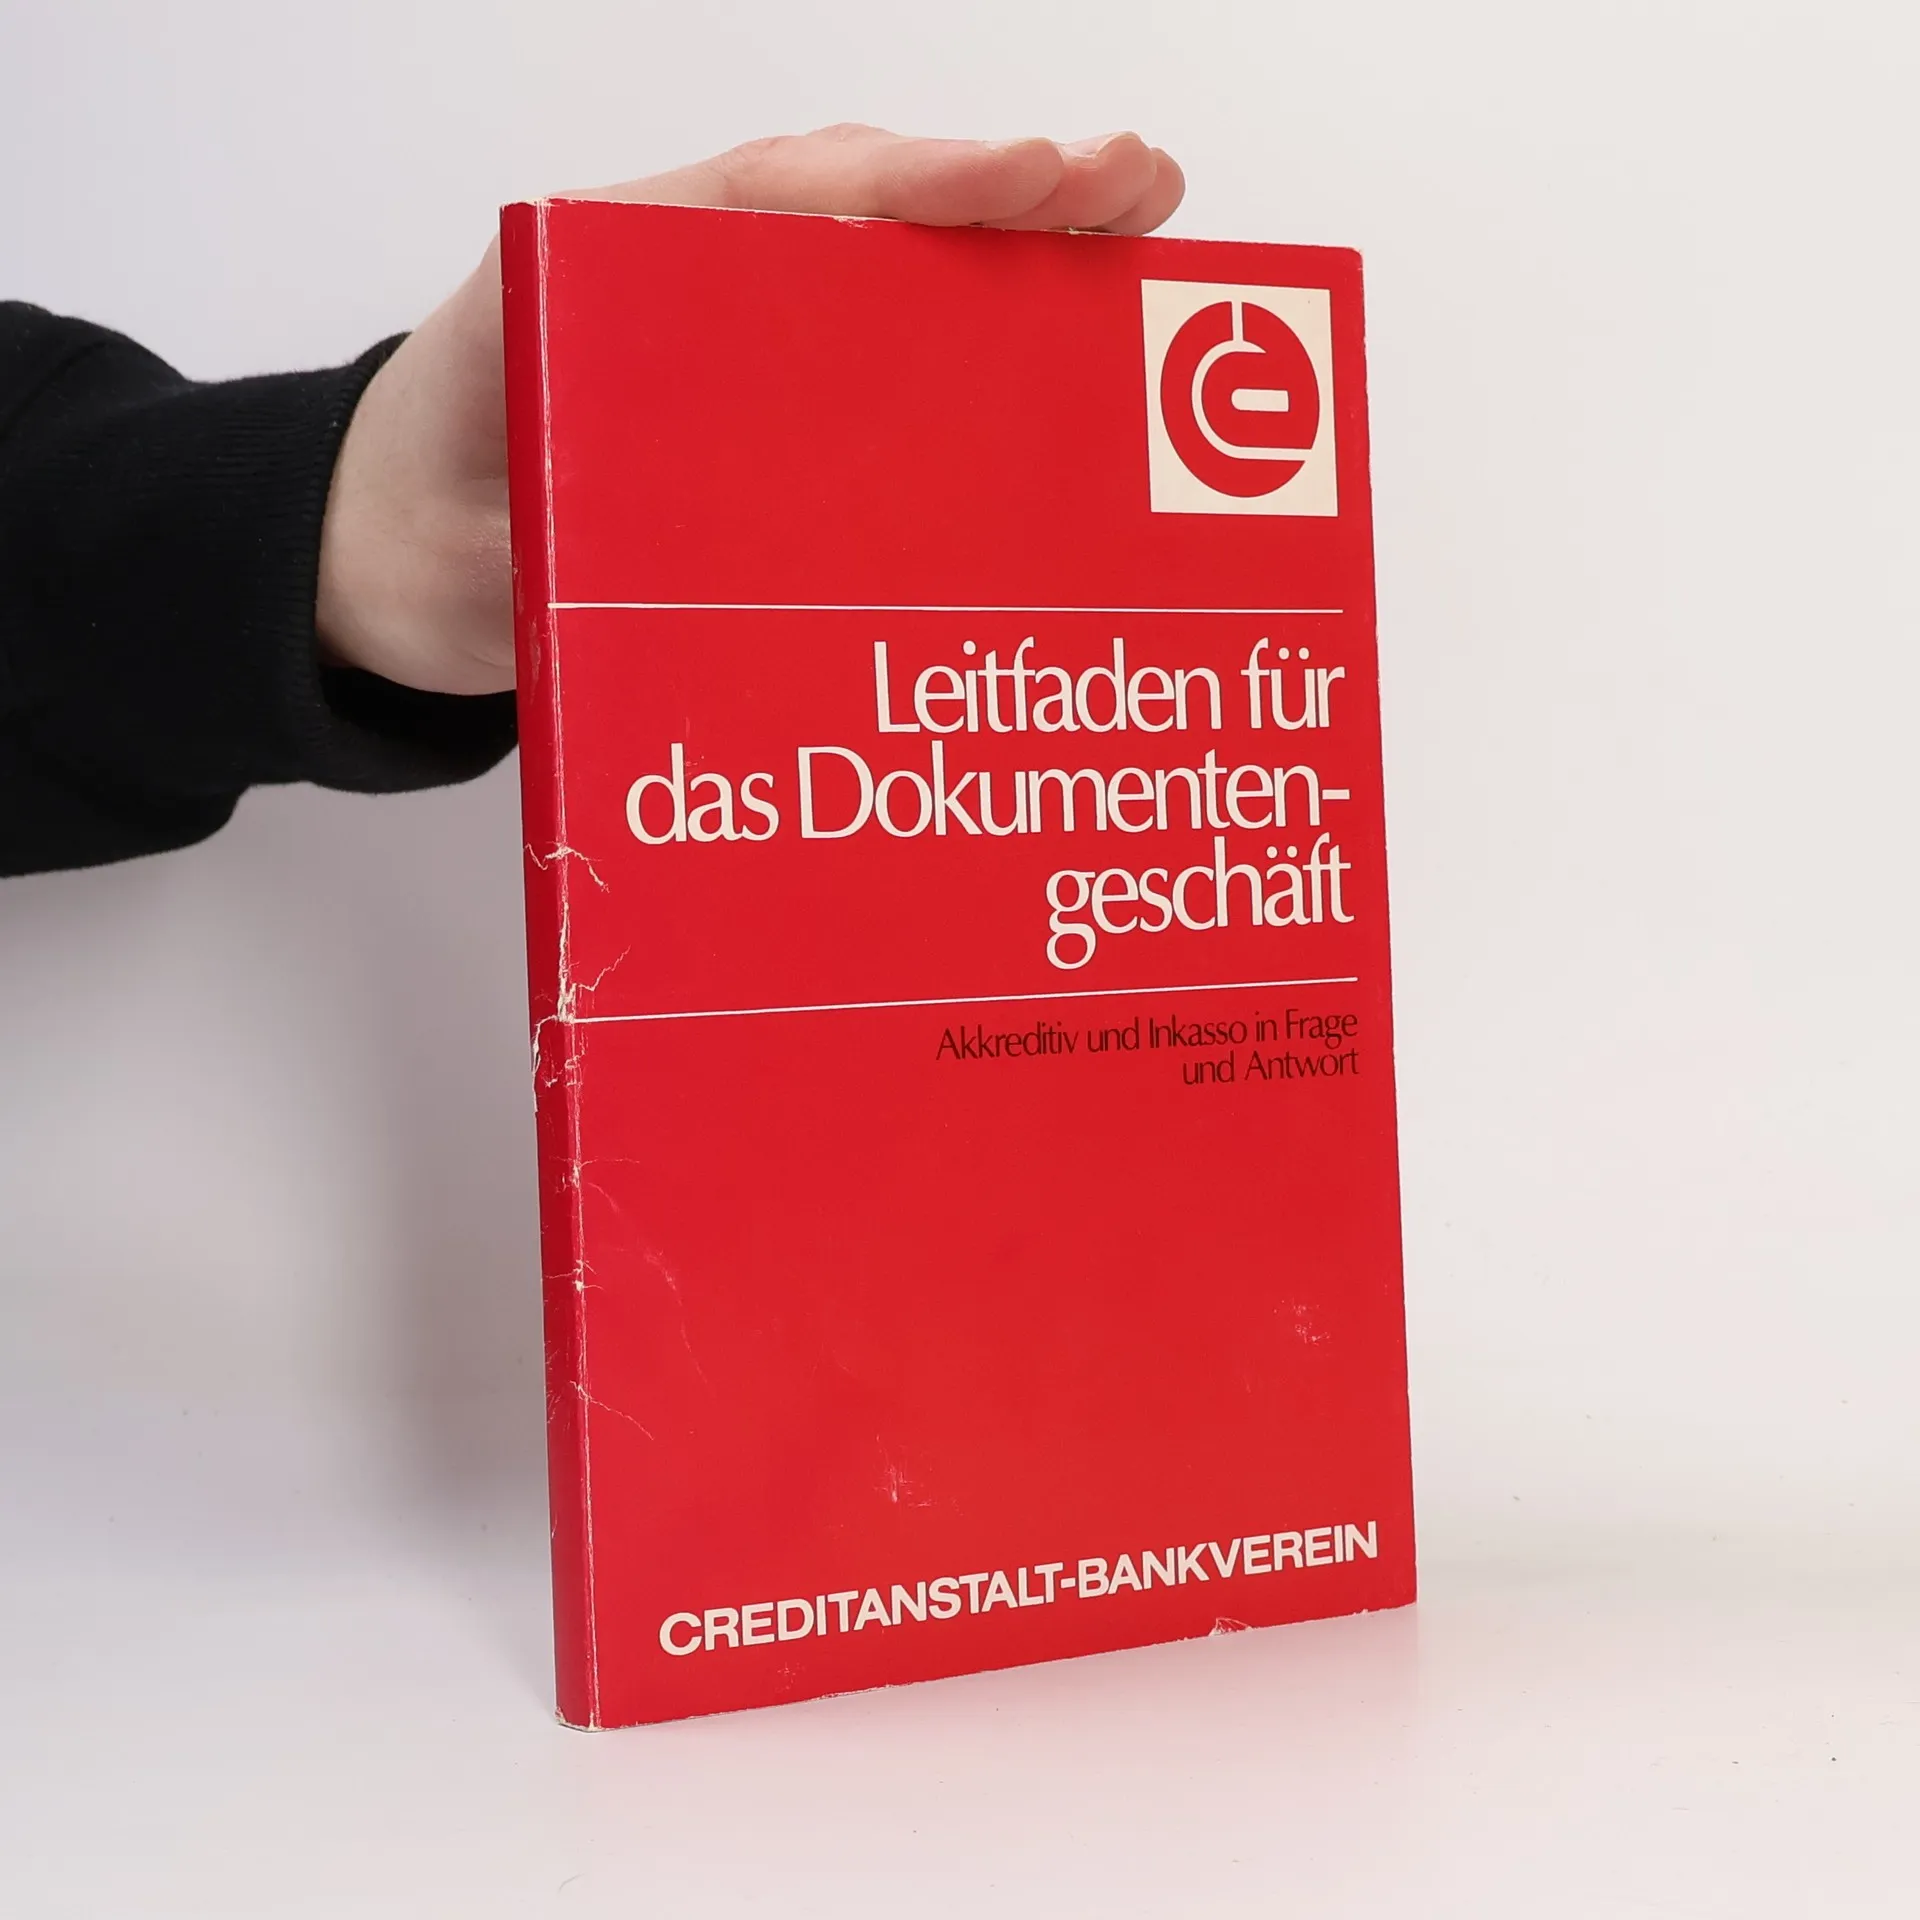 Leitfaden für
das Dokumenten-
geschäft
Akkreditiv und Inkasso in Frage
und Antwort
CREDITANSTALT-BANKVEREIN